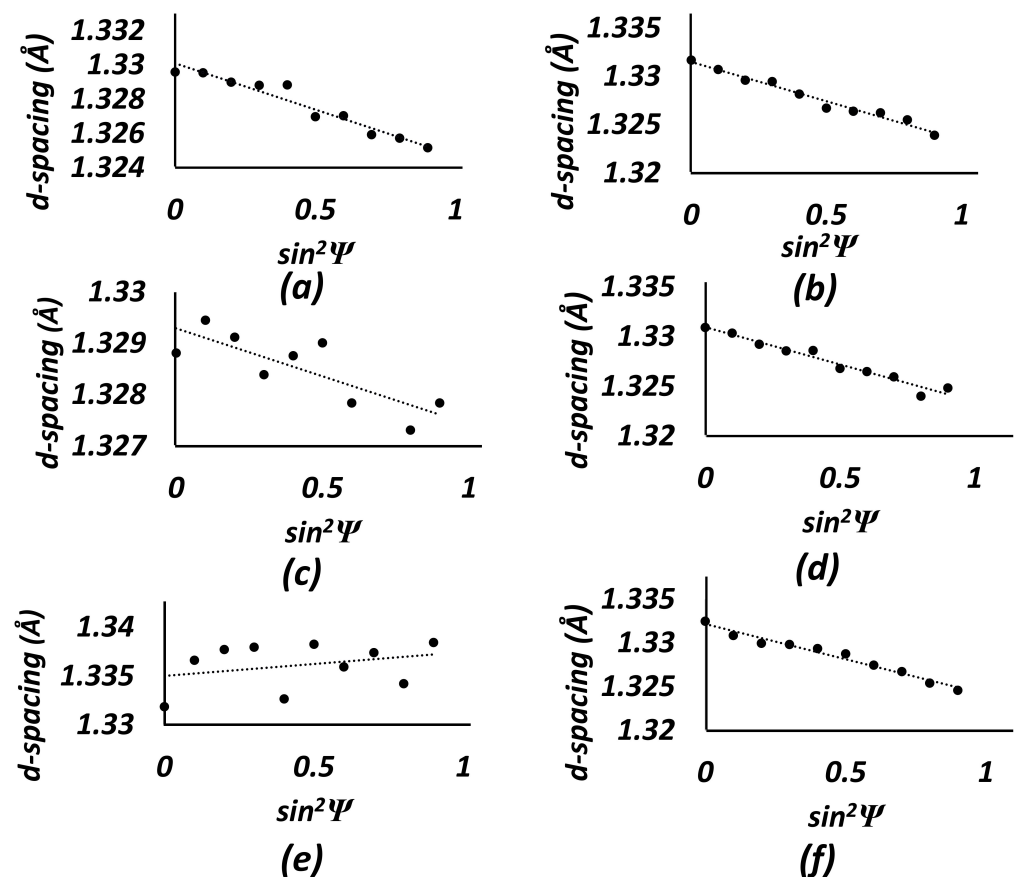 d-spacing (Å)
1.332
1.33
1.328
1.326
1.324
0 0.5 1
sin²Ψ
(a)
d-spacing (Å)
1.335
1.33
1.325
1.32
0 0.5 1
sin²Ψ
(b)
d-spacing (Å)
1.33
1.329
1.328
1.327
0 0.5 1
sin²Ψ
(c)
d-spacing (Å)
1.335
1.33
1.325
1.32
0 0.5 1
sin²Ψ
(d)
d-spacing (Å)
1.34
1.335
1.33
0 0.5 1
sin²Ψ
(e)
d-spacing (Å)
1.335
1.33
1.325
1.32
0 0.5 1
sin²Ψ
(f)